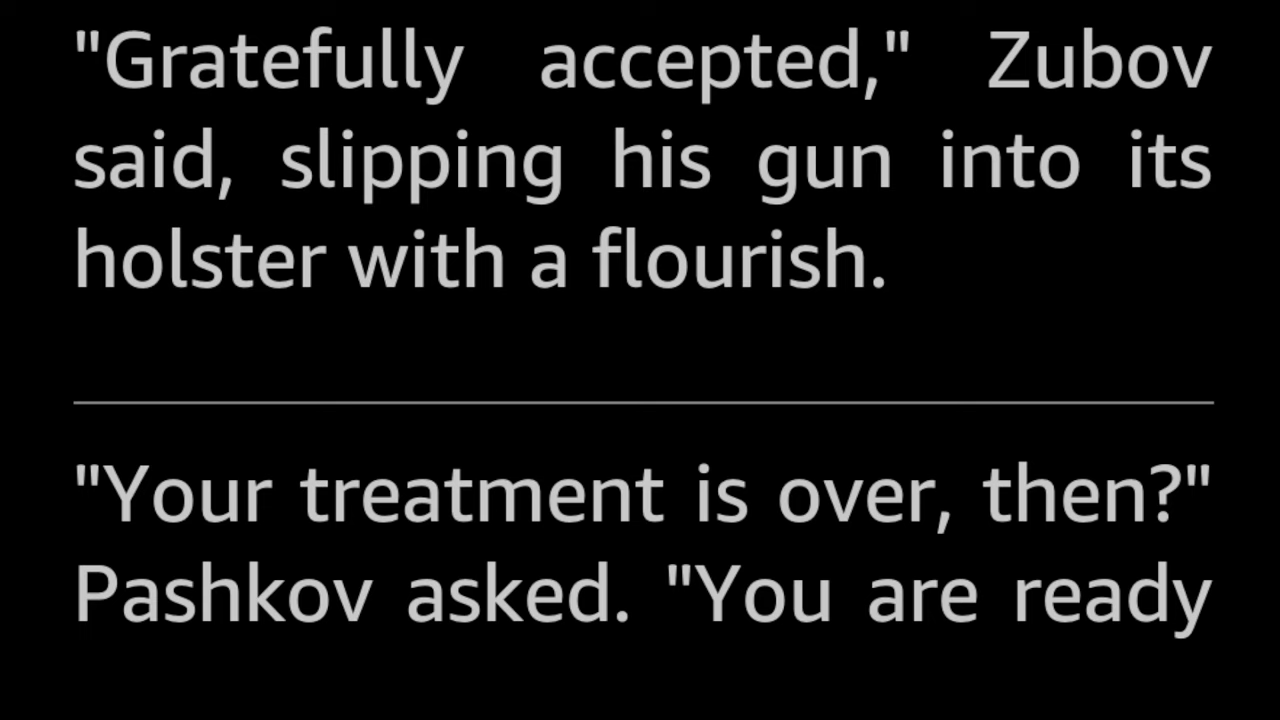 "Gratefully accepted," Zubov
said, slipping his gun into its
holster with a flourish.
"Your treatment is over, then?"
Pashkov asked. "You are ready